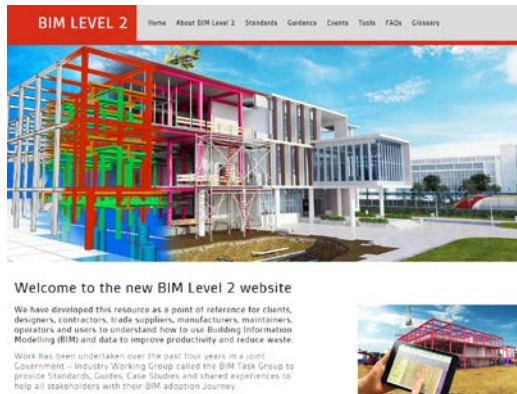 BIM LEVEL 2
Home About BIM Level 2 Standards Guidance Events Tools FAQs Glossary
Welcome to the new BIM Level 2 website
We have developed this resource as a point of reference for clients,
designers, contractors, trade suppliers, manufacturers, maintainers,
operators and users to understand how to use Building Information
Modelling (BIM) and data to improve productivity and reduce waste.
Work has been undertaken over the past four years in a joint
Government – Industry Working Group called the BIM Task Group to
provide Standards, Guides, Case Studies and shared experiences to
help all stakeholders with their BIM adoption Journey.